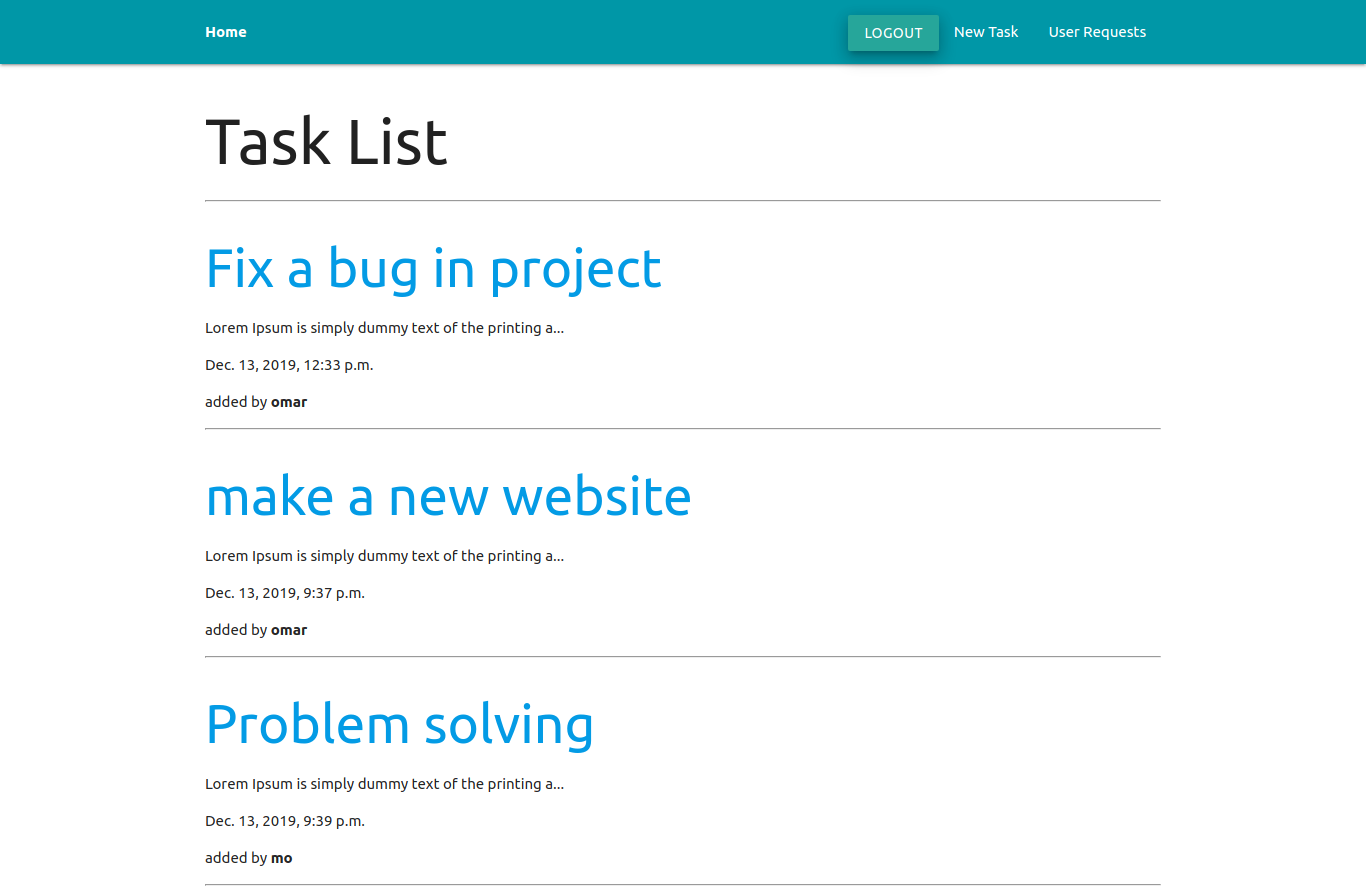 Home LOGOUT New Task User Requests
Task List
Fix a bug in project
Lorem Ipsum is simply dummy text of the printing a...
Dec. 13, 2019, 12:33 p.m.
added by omar
make a new website
Lorem Ipsum is simply dummy text of the printing a...
Dec. 13, 2019, 9:37 p.m.
added by omar
Problem solving
Lorem Ipsum is simply dummy text of the printing a...
Dec. 13, 2019, 9:39 p.m.
added by mo